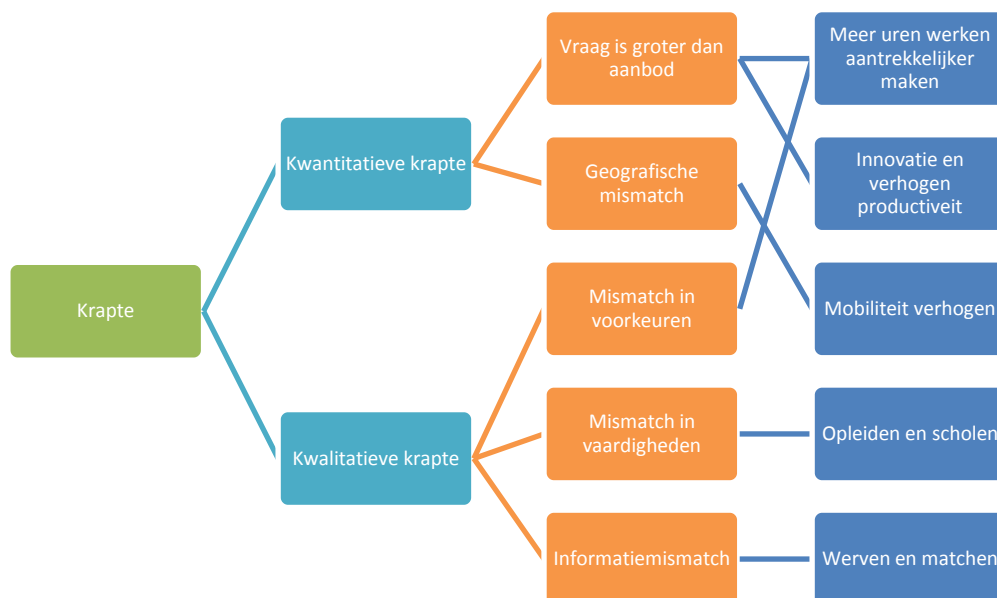 Krapte
Kwantitatieve krapte
Kwalitatieve krapte
Vraag is groter dan
aanbod
Geografische
mismatch
Mismatch in
voorkeuren
Mismatch in
vaardigheden
Informatiemismatch
Meer uren werken
aantrekkelijker
maken
Innovatie en
verhogen
productiveit
Mobiliteit verhogen
Opleiden en scholen
Werven en matchen